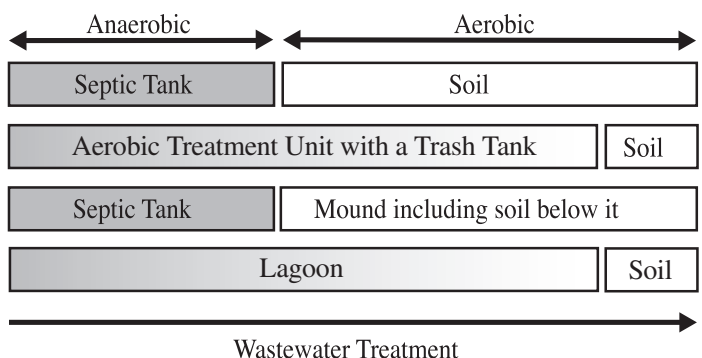 Anaerobic Aerobic
Septic Tank Soil
Aerobic Treatment Unit with a Trash Tank Soil
Septic Tank Mound including soil below it
Lagoon Soil
Wastewater Treatment